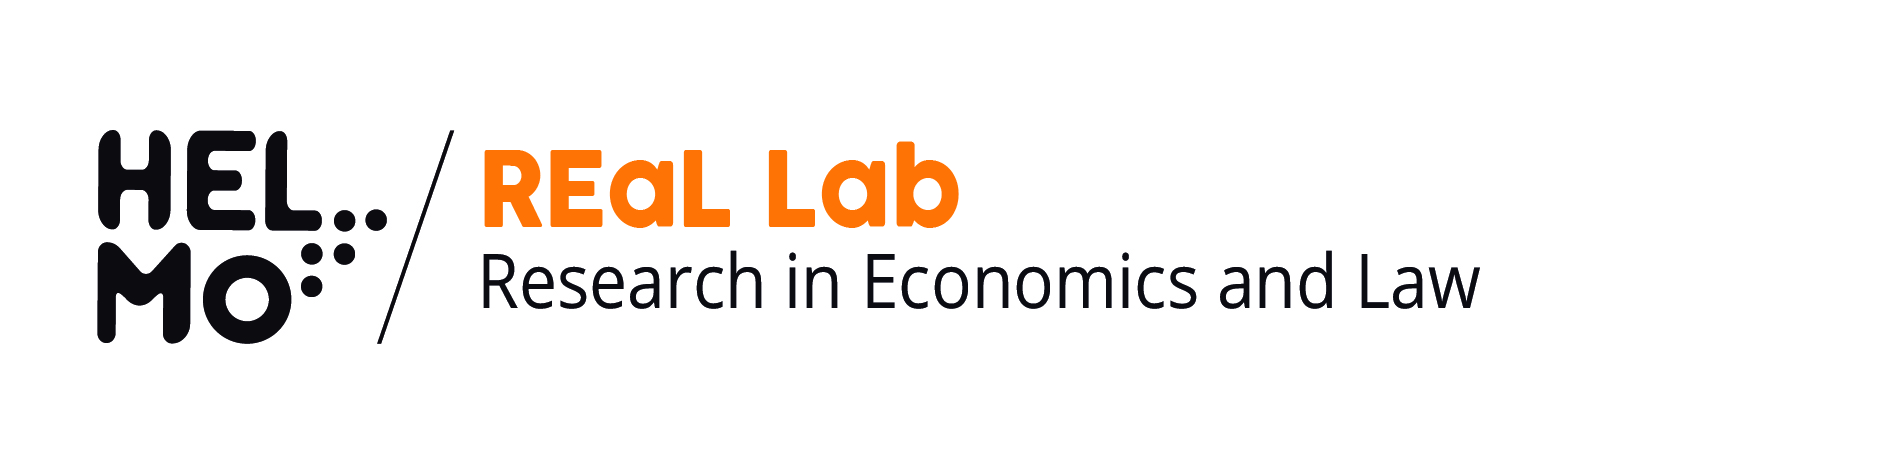 HEL
MO
REaL Lab
Research in Economics and Law